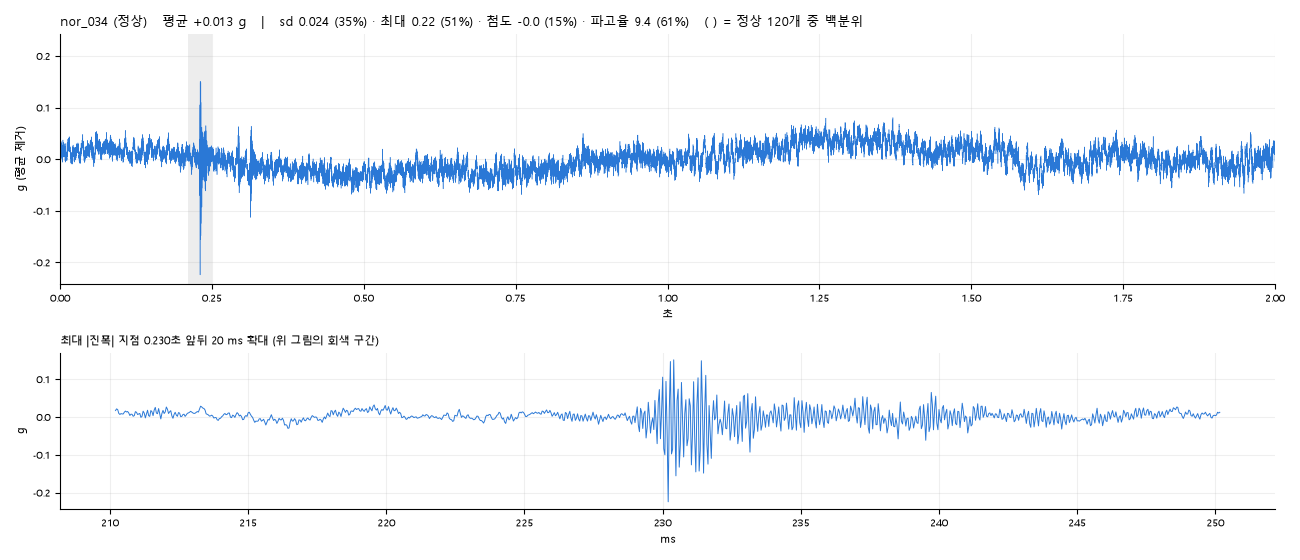 nor_034 (정상)   평균 +0.013 g   |   sd 0.024 (35%) · 최대 0.22 (51%) · 첨도 -0.0 (15%) · 파고율 9.4 (61%)   ( ) = 정상 120개 중 백분위
g (평균 제거)
0.2
0.1
0.0
-0.1
-0.2
0.00 0.25 0.50 0.75 1.00 1.25 1.50 1.75 2.00
초
최대 |진폭| 지점 0.230초 앞뒤 20 ms 확대 (위 그림의 회색 구간)
g
0.1
0.0
-0.1
-0.2
210 215 220 225 230 235 240 245 250
ms